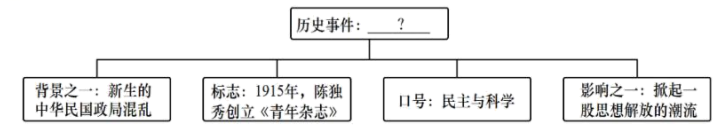 历史事件：？
背景之一：新生的
中华民国政局混乱
标志：1915年，陈独
秀创立《青年杂志》
口号：民主与科学
影响之一：掀起一
股思想解放的潮流